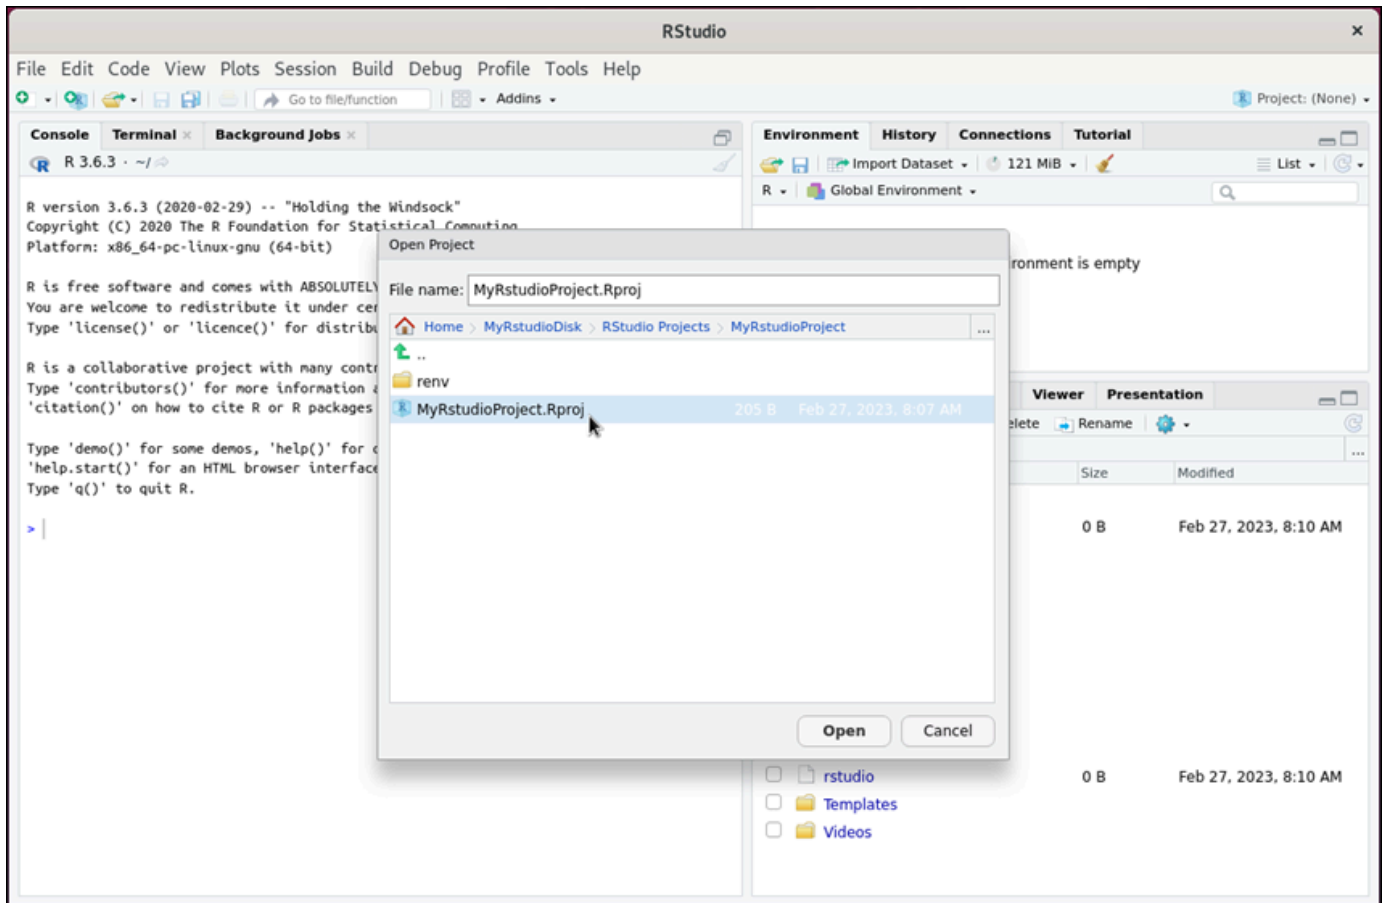 RStudio
File Edit Code View Plots Session Build Debug Profile Tools Help
Go to file/function
Addins
Project: (None)
Console Terminal Background Jobs
R 3.6.3 · ~/
R version 3.6.3 (2020-02-29) -- "Holding the Windsock"
Copyright (C) 2020 The R Foundation for Statistical Computing
Platform: x86_64-pc-linux-gnu (64-bit)
R is free software and comes with ABSOLUTELY
You are welcome to redistribute it under
Type 'license()' or 'licence()' for
R is a collaborative project with many
Type 'contributors()' for more information
'citation()' on how to cite R or R packages
Type 'demo()' for some demos, 'help()' for
'help.start()' for an HTML browser interface
Type 'q()' to quit R.
>
Environment History Connections Tutorial
Import Dataset 121 MiB List
R Global Environment
is empty
Open Project
File name: MyRstudioProject.Rproj
Home > MyRstudioDisk > RStudio Projects > MyRstudioProject ...
..
renv
MyRstudioProject.Rproj 205 B Feb 27, 2023, 8:07 AM
Open Cancel
Viewer Presentation
Rename
...
Size Modified
0 B Feb 27, 2023, 8:10 AM
rstudio 0 B Feb 27, 2023, 8:10 AM
Templates
Videos